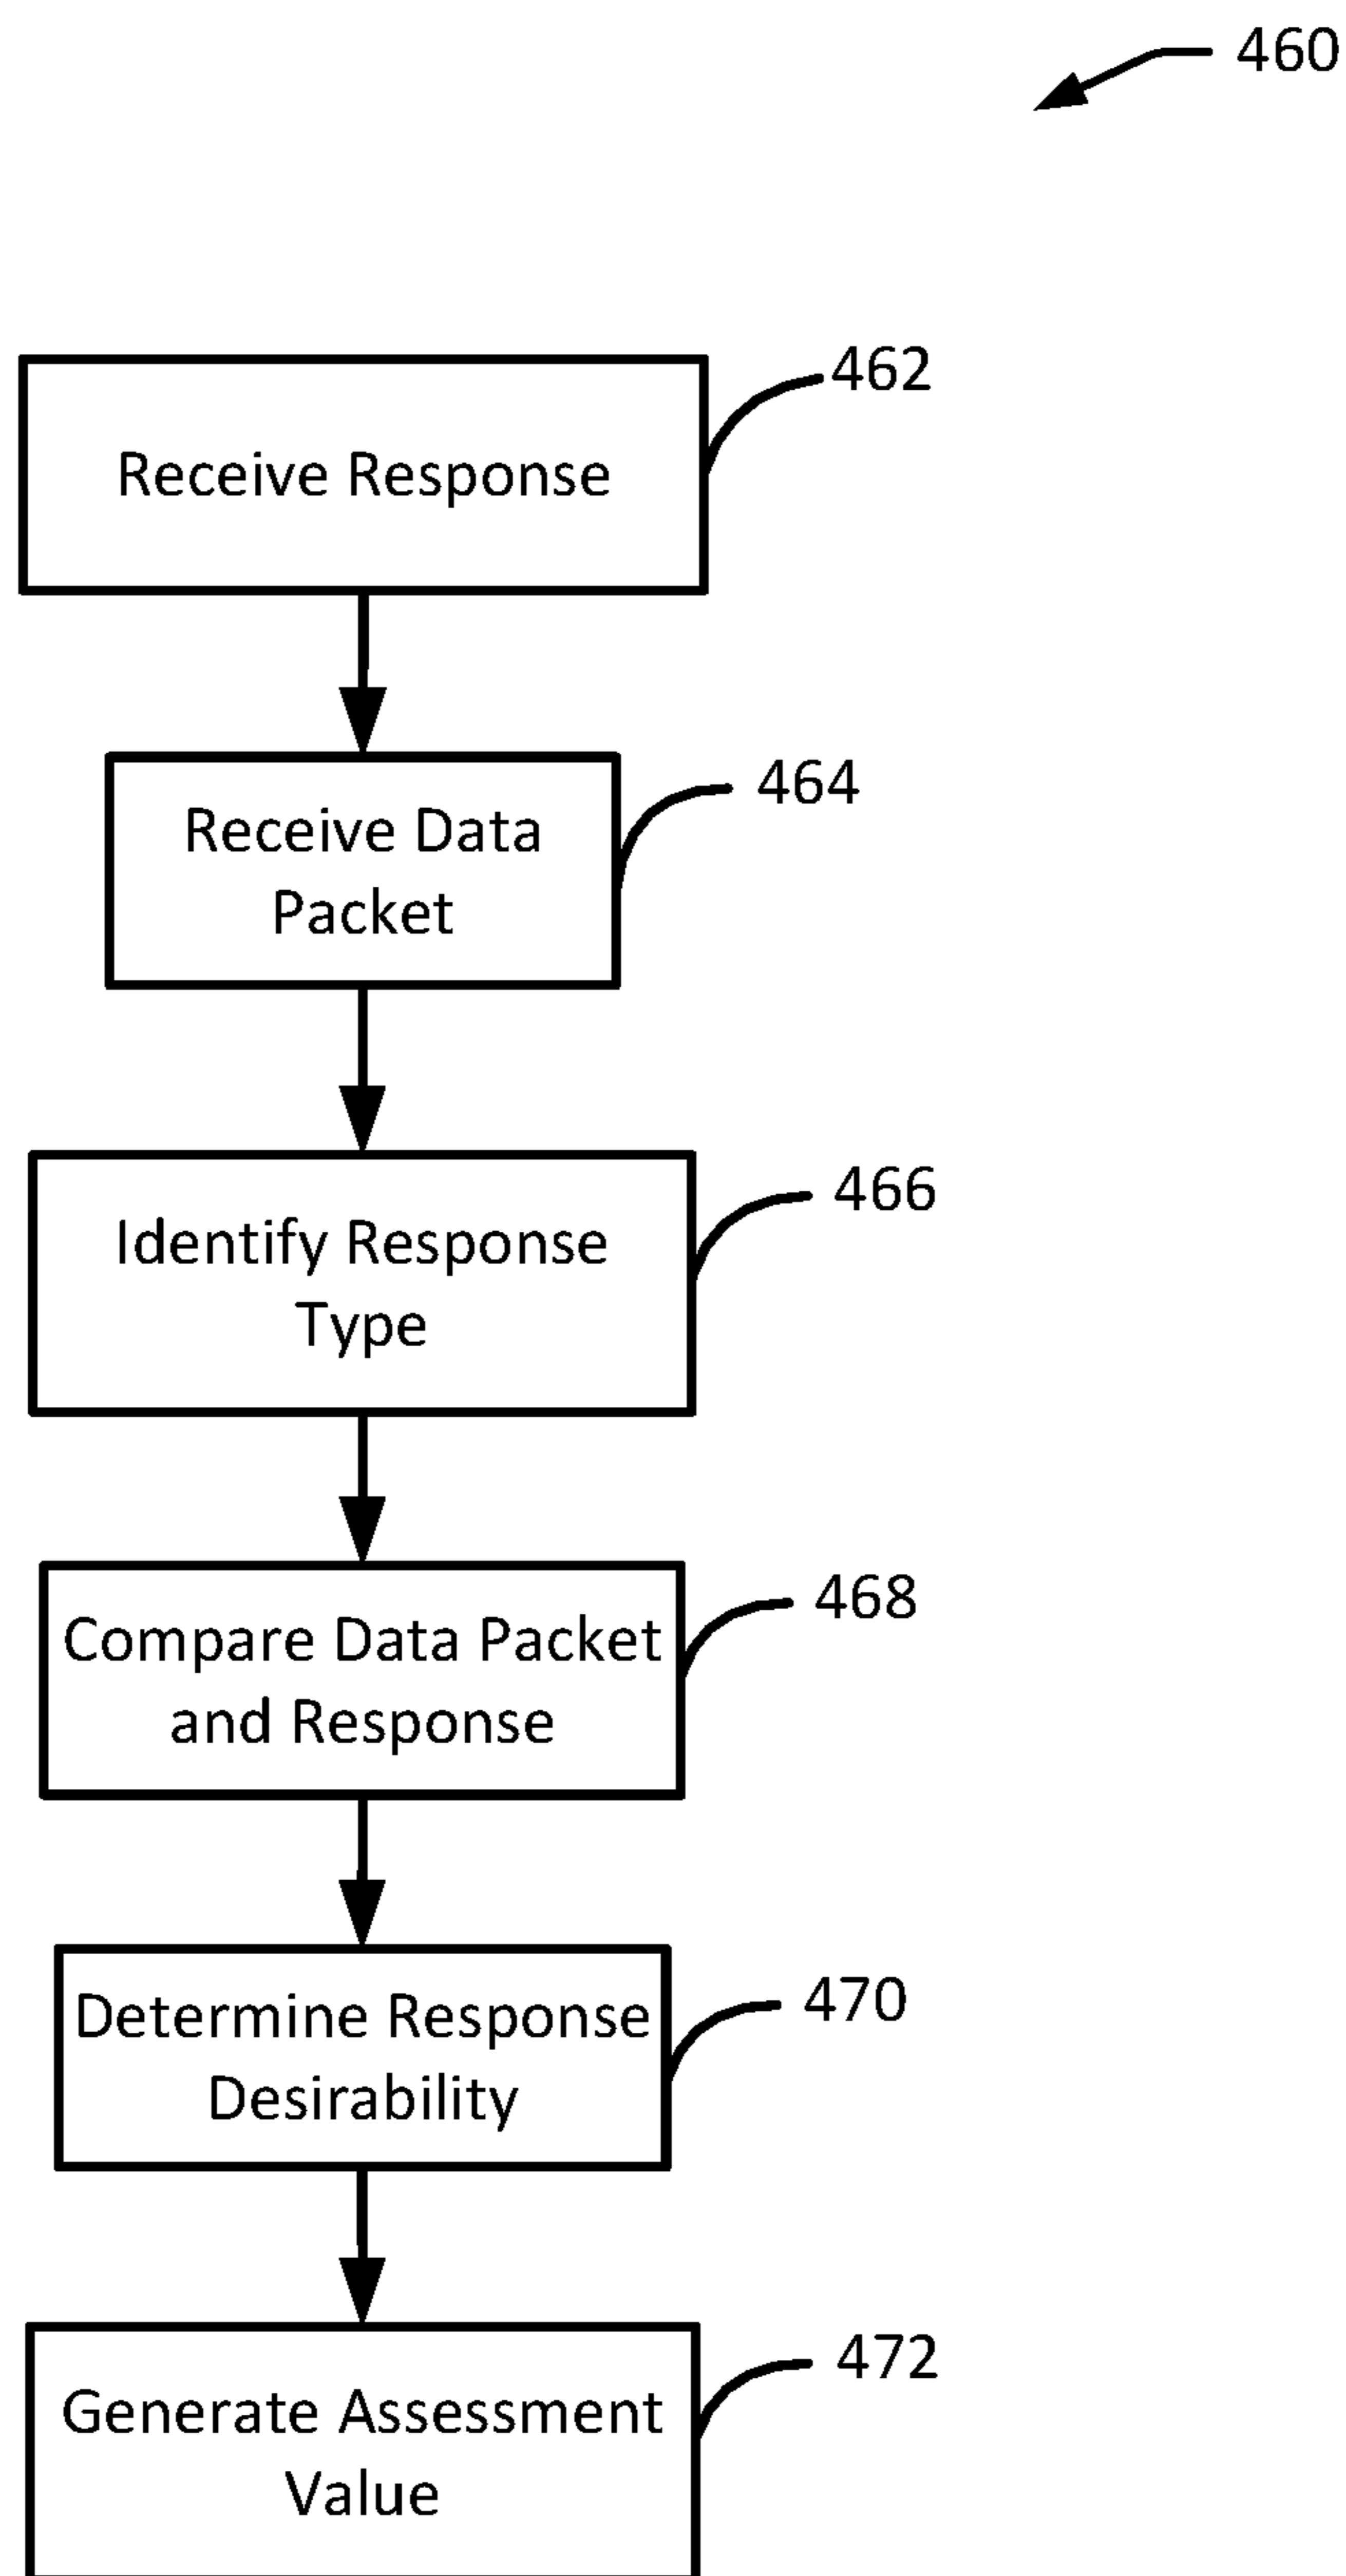 460
462
Receive Response
464
Receive Data
Packet
466
Identify Response
Type
468
Compare Data Packet
and Response
470
Determine Response
Desirability
472
Generate Assessment
Value